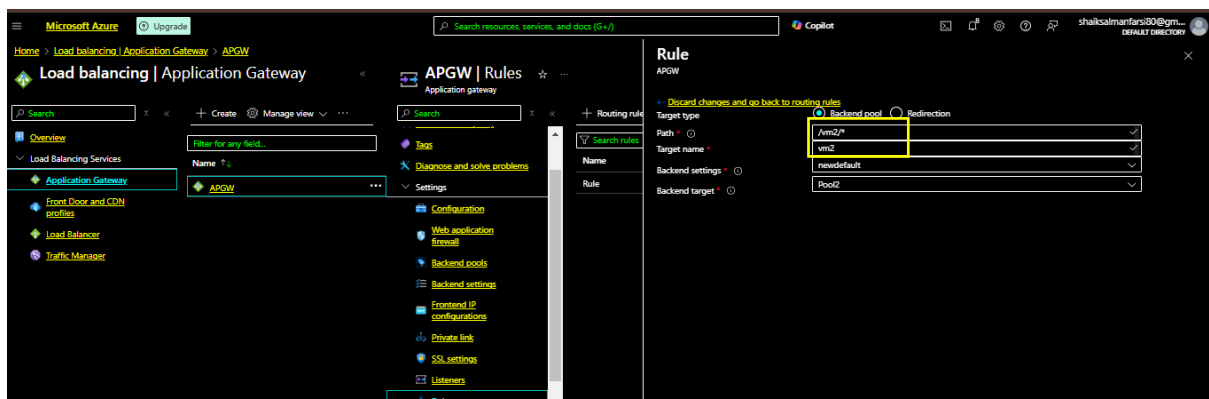 Microsoft Azure
Upgrade
Search resources, services, and docs (G+/)
Copilot
shaiksalmanfarsi80@gm...
DEFAULT DIRECTORY
Home > Load balancing | Application Gateway > APGW
Load balancing | Application Gateway
Search
Overview
Load Balancing Services
Application Gateway
Front Door and CDN
profiles
Load Balancer
Traffic Manager
Create
Manage view
Filter for any field...
Name ↑↓
APGW
APGW | Rules
Application gateway
Search
Tags
Diagnose and solve problems
Settings
Configuration
Web application
firewall
Backend pools
Backend settings
Frontend IP
configurations
Private link
SSL settings
Listeners
+ Routing rule
Search rules
Name
Rule
Rule
APGW
← Discard changes and go back to routing rules
Target type
Backend pool
Redirection
Path *
/vm2/*
Target name *
vm2
Backend settings *
newdefault
Backend target *
Pool2